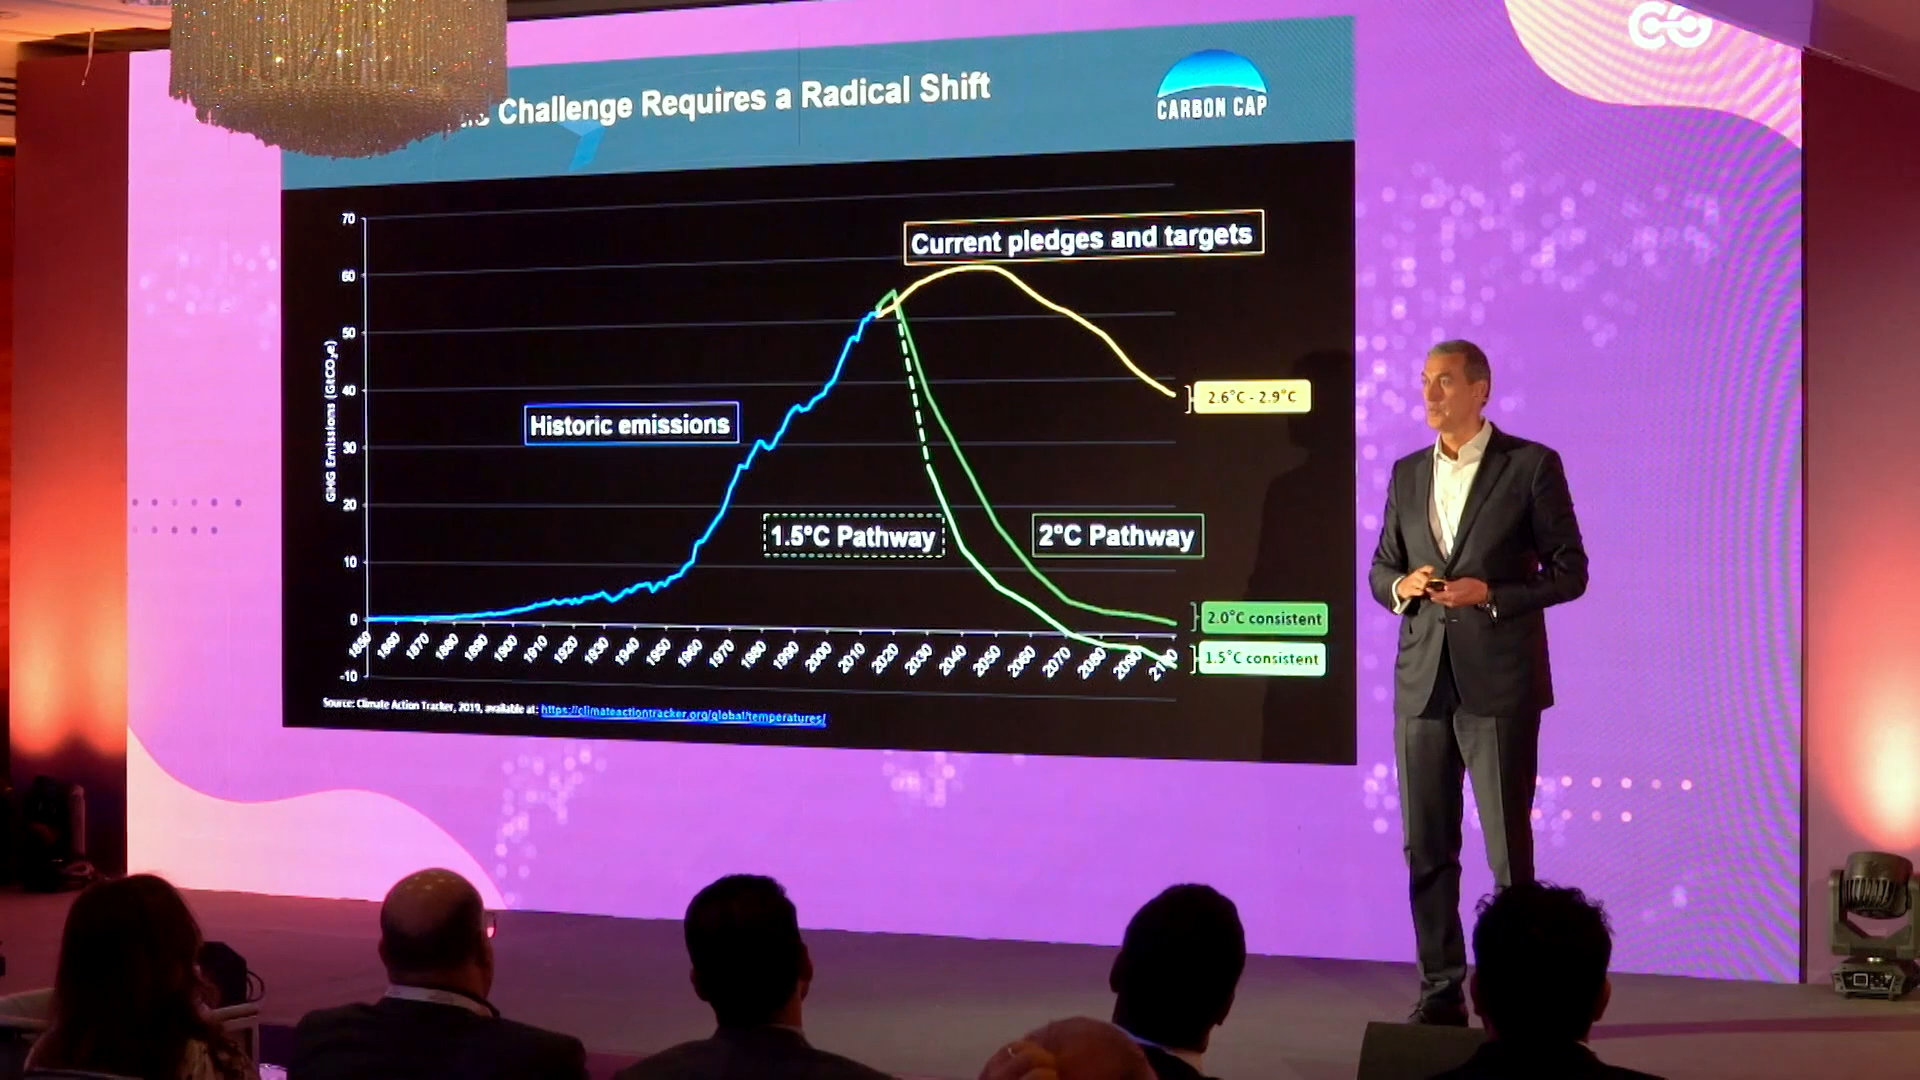 Challenge Requires a Radical Shift
CARBON CAP
70
60
50
40
30
20
10
0
-10
GHG Emissions (GtCO₂e)
Current pledges and targets
Historic emissions
1.5°C Pathway
2°C Pathway
2.6°C - 2.9°C
2.0°C consistent
1.5°C consistent
1850 1860 1870 1880 1890 1900 1910 1920 1930 1940 1950 1960 1970 1980 1990 2000 2010 2020 2030 2040 2050 2060 2070 2080 2090 2100
Source: Climate Action Tracker, 2019, available at: https://climateactiontracker.org/global/temperatures/